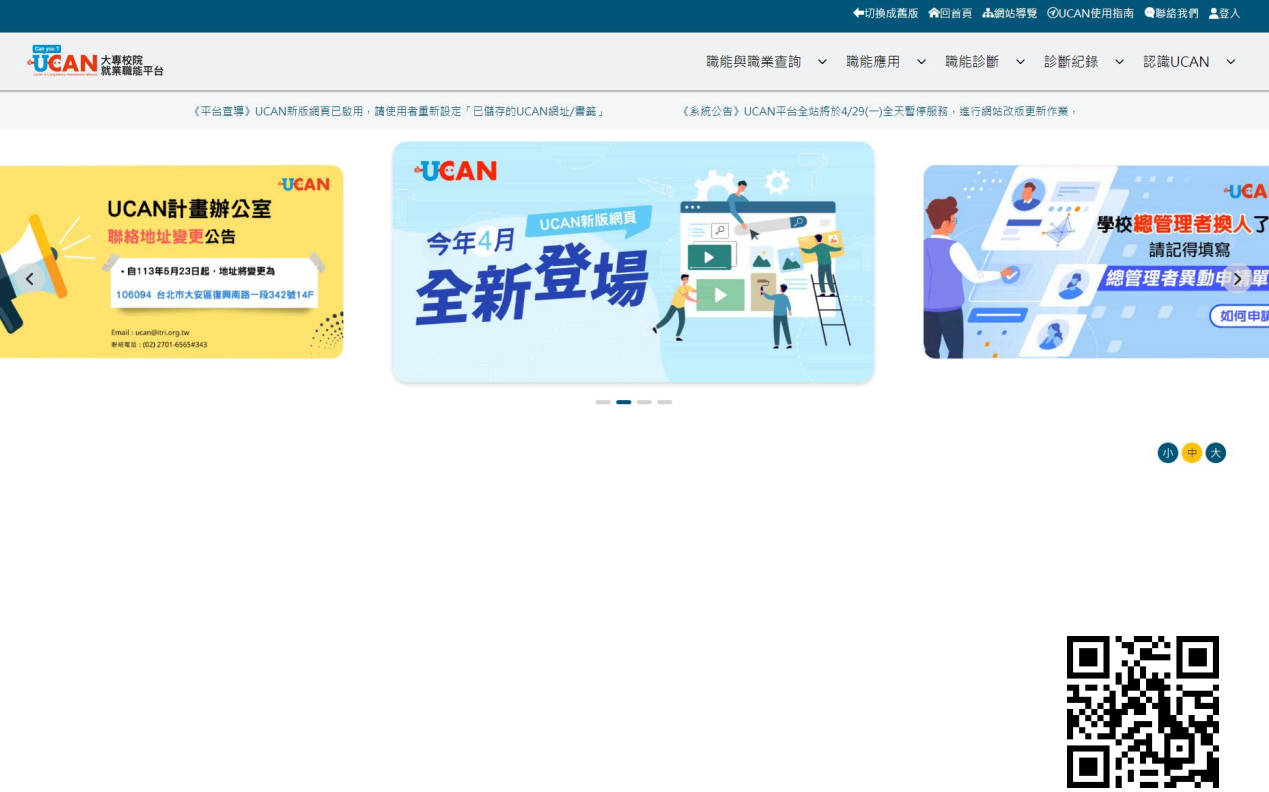 切換成舊版 回首頁 網站導覽 UCAN使用指南 聯絡我們 登入
Can you ?
UCAN 大專校院
就業職能平台
職能與職業查詢 職能應用 職能診斷 診斷紀錄 認識UCAN
《平台宣導》UCAN新版網頁已啟用，請使用者重新設定「已儲存的UCAN網址/書籤」 《系統公告》UCAN平台全站將於4/29(一)全天暫停服務，進行網站改版更新作業，
UCAN
UCAN計畫辦公室
聯絡地址變更公告
・自113年5月23日起，地址將變更為
106094 台北市大安區復興南路一段342號14F
Email : ucan@itri.org.tw
聯絡電話 : (02) 2701-6565#343
UCAN
UCAN新版網頁
今年4月
全新登場
UCA
學校總管理者換人了
請記得填寫
總管理者異動申請單
如何申請
小 中 大